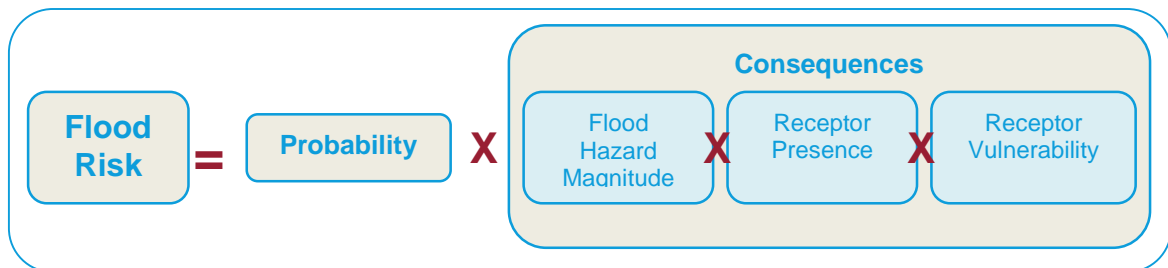 Consequences
Flood
Risk
=
Probability
X
Flood
Hazard
Magnitude
X
Receptor
Presence
X
Receptor
Vulnerability